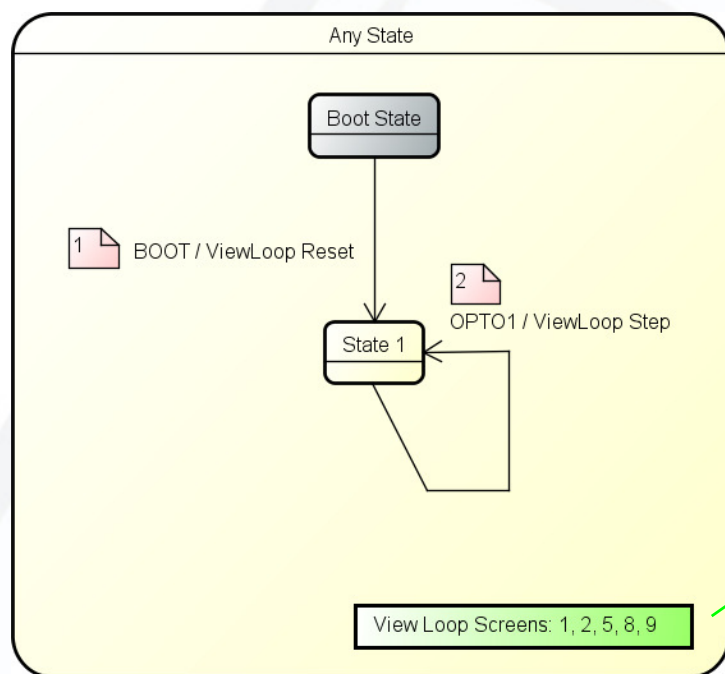 Any State
Boot State
1
BOOT / ViewLoop Reset
2
OPTO1 / ViewLoop Step
State 1
View Loop Screens: 1, 2, 5, 8, 9